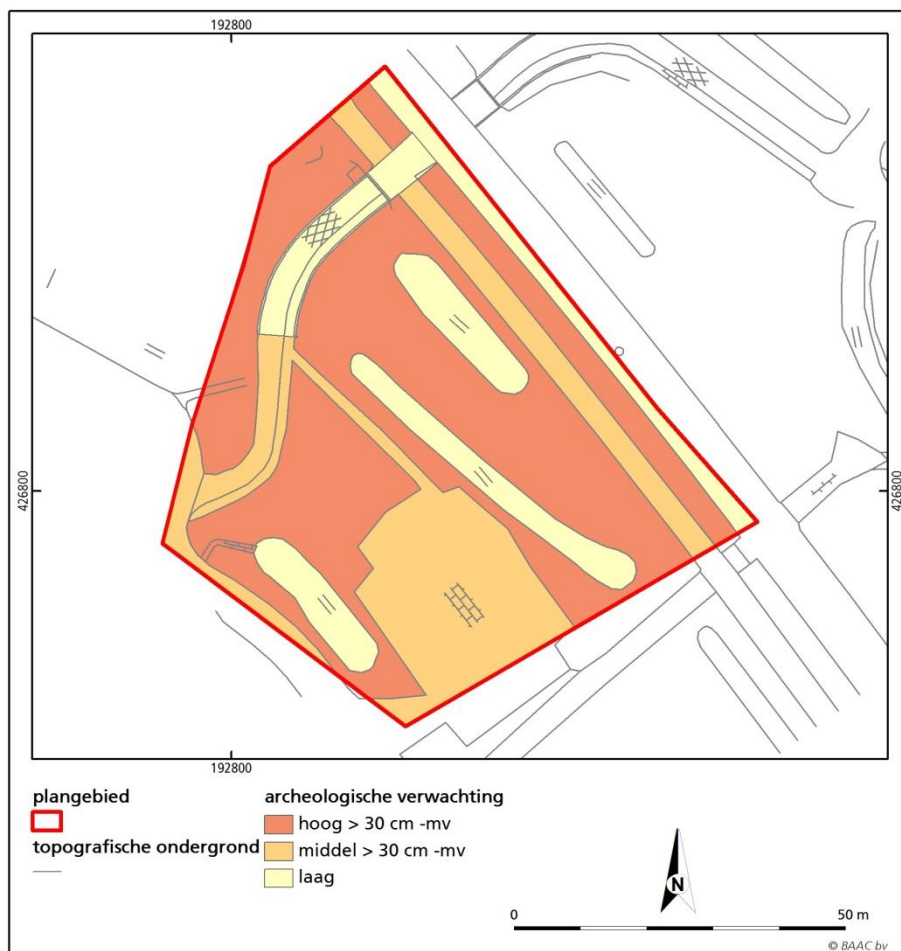 192800
426800
426800
192800
plangebied
topografische ondergrond
archeologische verwachting
hoog > 30 cm -mv
middel > 30 cm -mv
laag
N
0 50 m
© BAAC bv